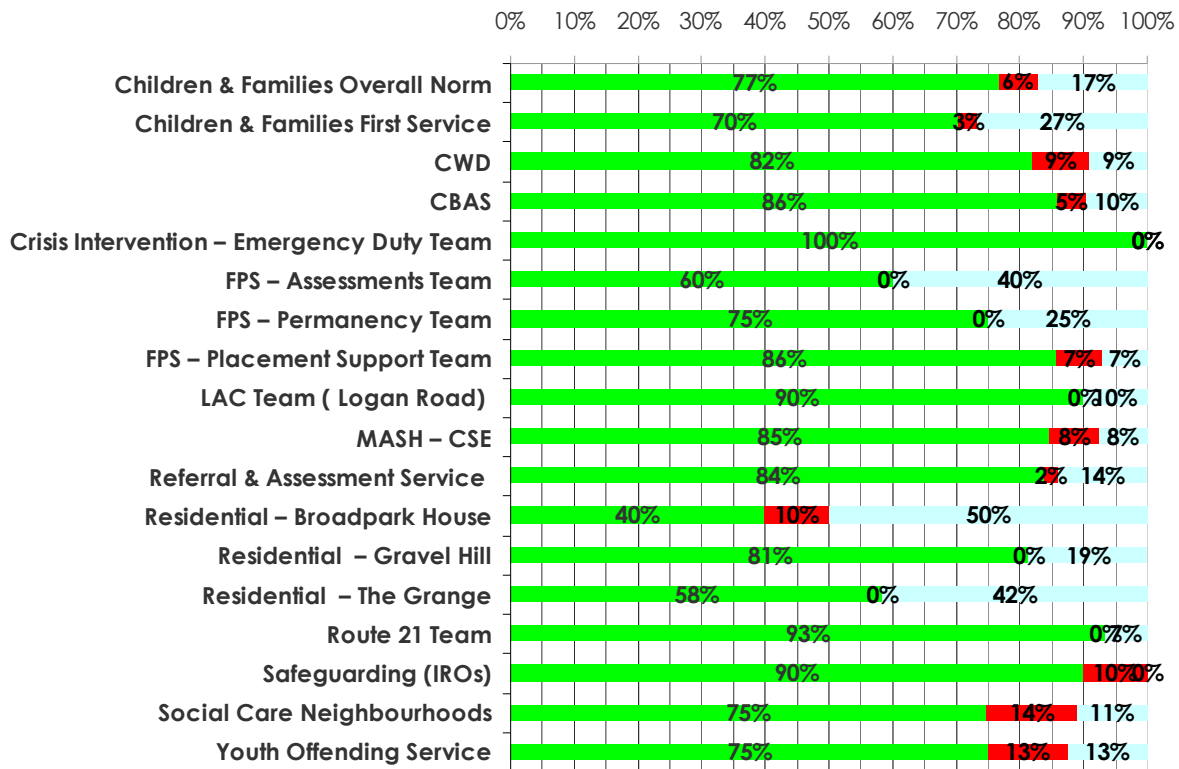 0% 10% 20% 30% 40% 50% 60% 70% 80% 90% 100%
Children & Families Overall Norm 77% 6% 17%
Children & Families First Service 70% 3% 27%
CWD 82% 9% 9%
CBAS 86% 5% 10%
Crisis Intervention – Emergency Duty Team 100% 0%
FPS – Assessments Team 60% 0% 40%
FPS – Permanency Team 75% 0% 25%
FPS – Placement Support Team 86% 7% 7%
LAC Team ( Logan Road) 90% 0% 10%
MASH – CSE 85% 8% 8%
Referral & Assessment Service 84% 2% 14%
Residential – Broadpark House 40% 10% 50%
Residential – Gravel Hill 81% 0% 19%
Residential – The Grange 58% 0% 42%
Route 21 Team 93% 0% 7%
Safeguarding (IROs) 90% 10% 0%
Social Care Neighbourhoods 75% 14% 11%
Youth Offending Service 75% 13% 13%